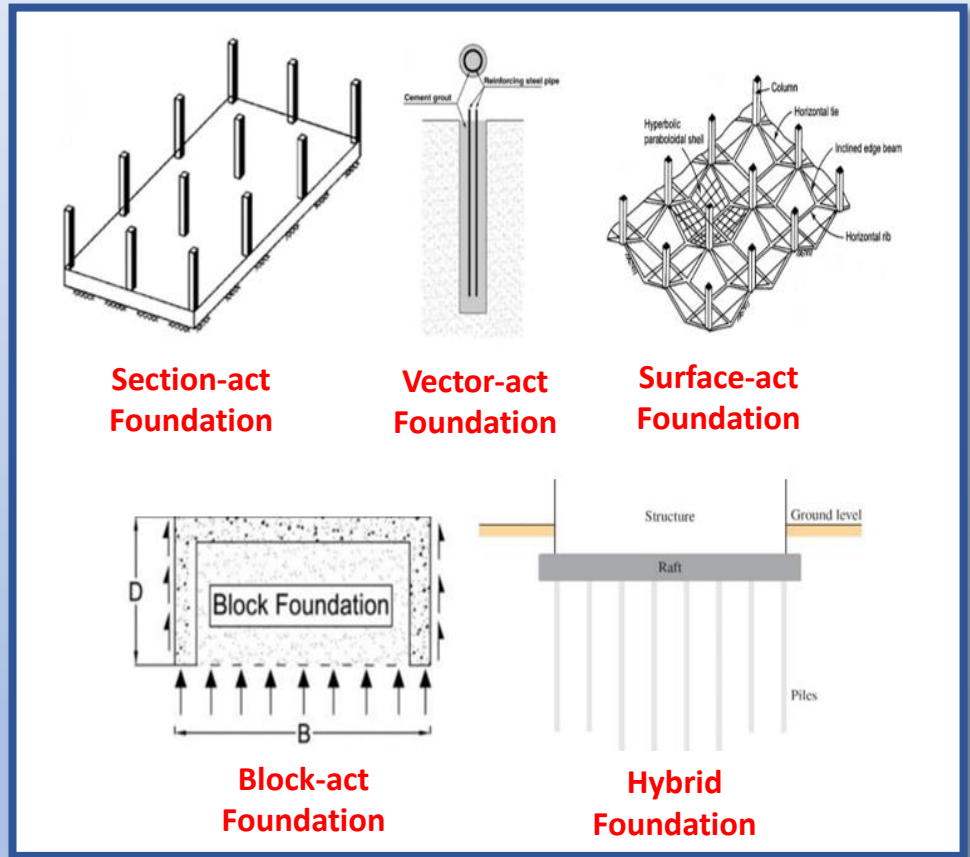 Reinforcing steel pipe
Cement grout
Column
Horizontal tie
Hyperbolic
paraboloidal shell
Inclined edge beam
Horizontal rib
Section-act
Foundation
Vector-act
Foundation
Surface-act
Foundation
Structure
Ground level
Raft
D
Block Foundation
B
Piles
Block-act
Foundation
Hybrid
Foundation